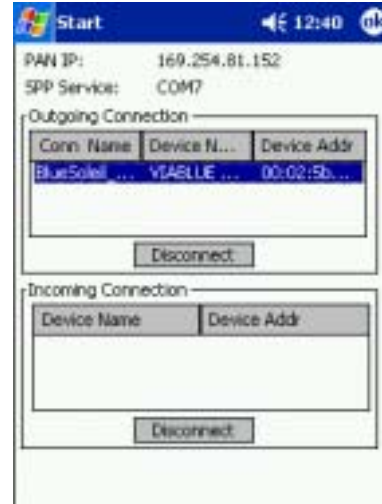 Start 12:40 ok
PAN IP: 169.254.81.152
SPP Service: COM7
Outgoing Connection
Conn Name Device N... Device Addr
BlueSoleil_... VIABLUE ... 00:02:5b...
Disconnect
Incoming Connection
Device Name Device Addr
Disconnect